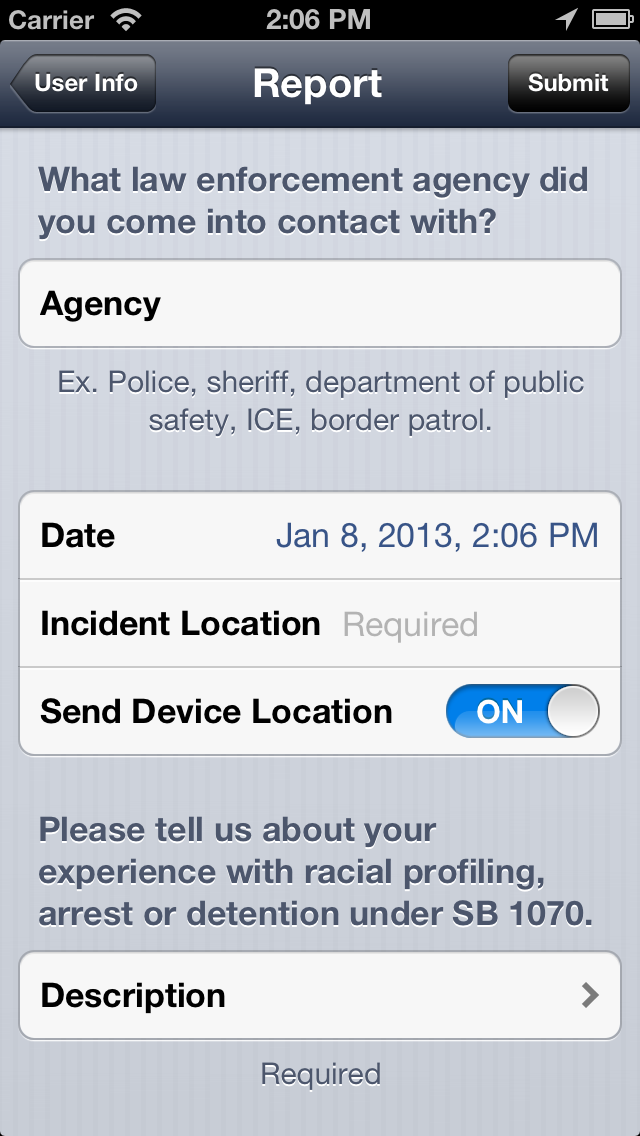 Carrier 2:06 PM
User Info Report Submit
What law enforcement agency did
you come into contact with?
Agency
Ex. Police, sheriff, department of public
safety, ICE, border patrol.
Date Jan 8, 2013, 2:06 PM
Incident Location Required
Send Device Location ON
Please tell us about your
experience with racial profiling,
arrest or detention under SB 1070.
Description
Required